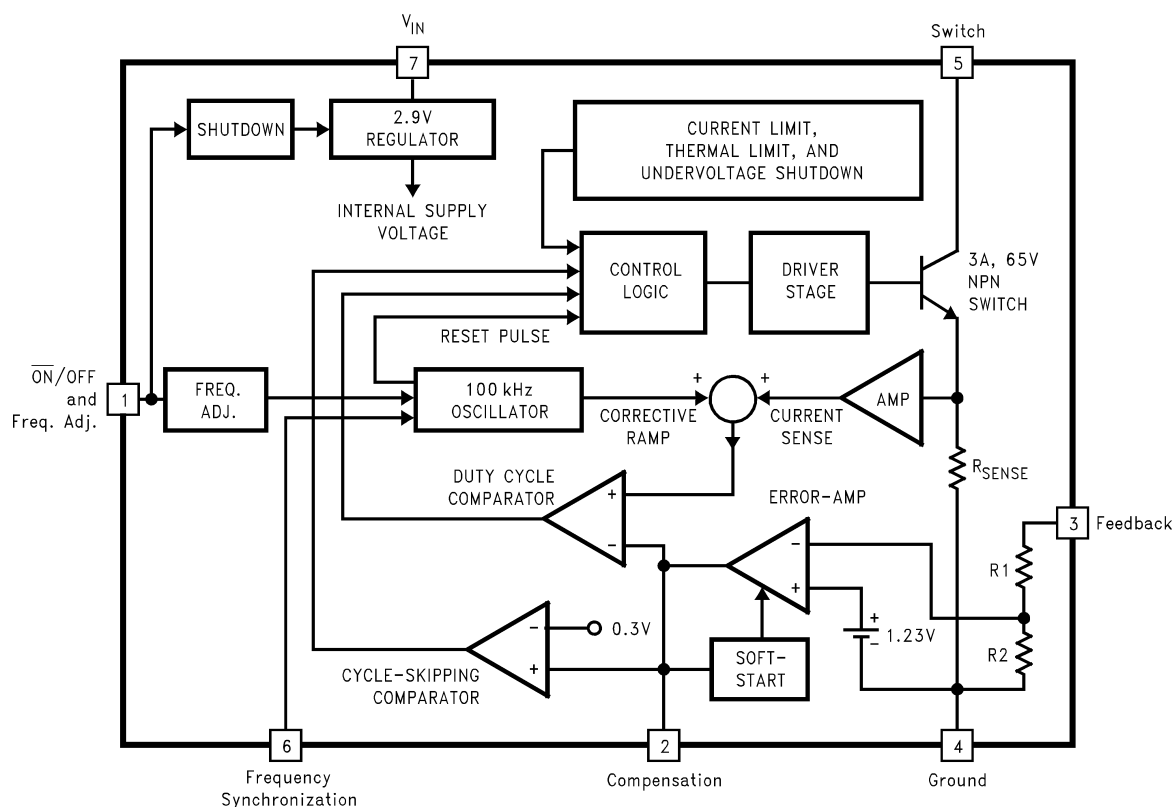 V_IN
Switch
7
5
SHUTDOWN
2.9V
REGULATOR
CURRENT LIMIT,
THERMAL LIMIT, AND
UNDERVOLTAGE SHUTDOWN
INTERNAL SUPPLY
VOLTAGE
CONTROL
LOGIC
DRIVER
STAGE
3A, 65V
NPN
SWITCH
RESET PULSE
O̅N̅/OFF
and
Freq. Adj.
1
FREQ.
ADJ.
100 kHz
OSCILLATOR
+
+
AMP
CORRECTIVE
RAMP
CURRENT
SENSE
R_SENSE
DUTY CYCLE
COMPARATOR
+
−
ERROR-AMP
−
+
3
Feedback
R1
+
1.23V
−
R2
CYCLE-SKIPPING
COMPARATOR
−
0.3V
+
SOFT-
START
6
2
4
Frequency
Synchronization
Compensation
Ground